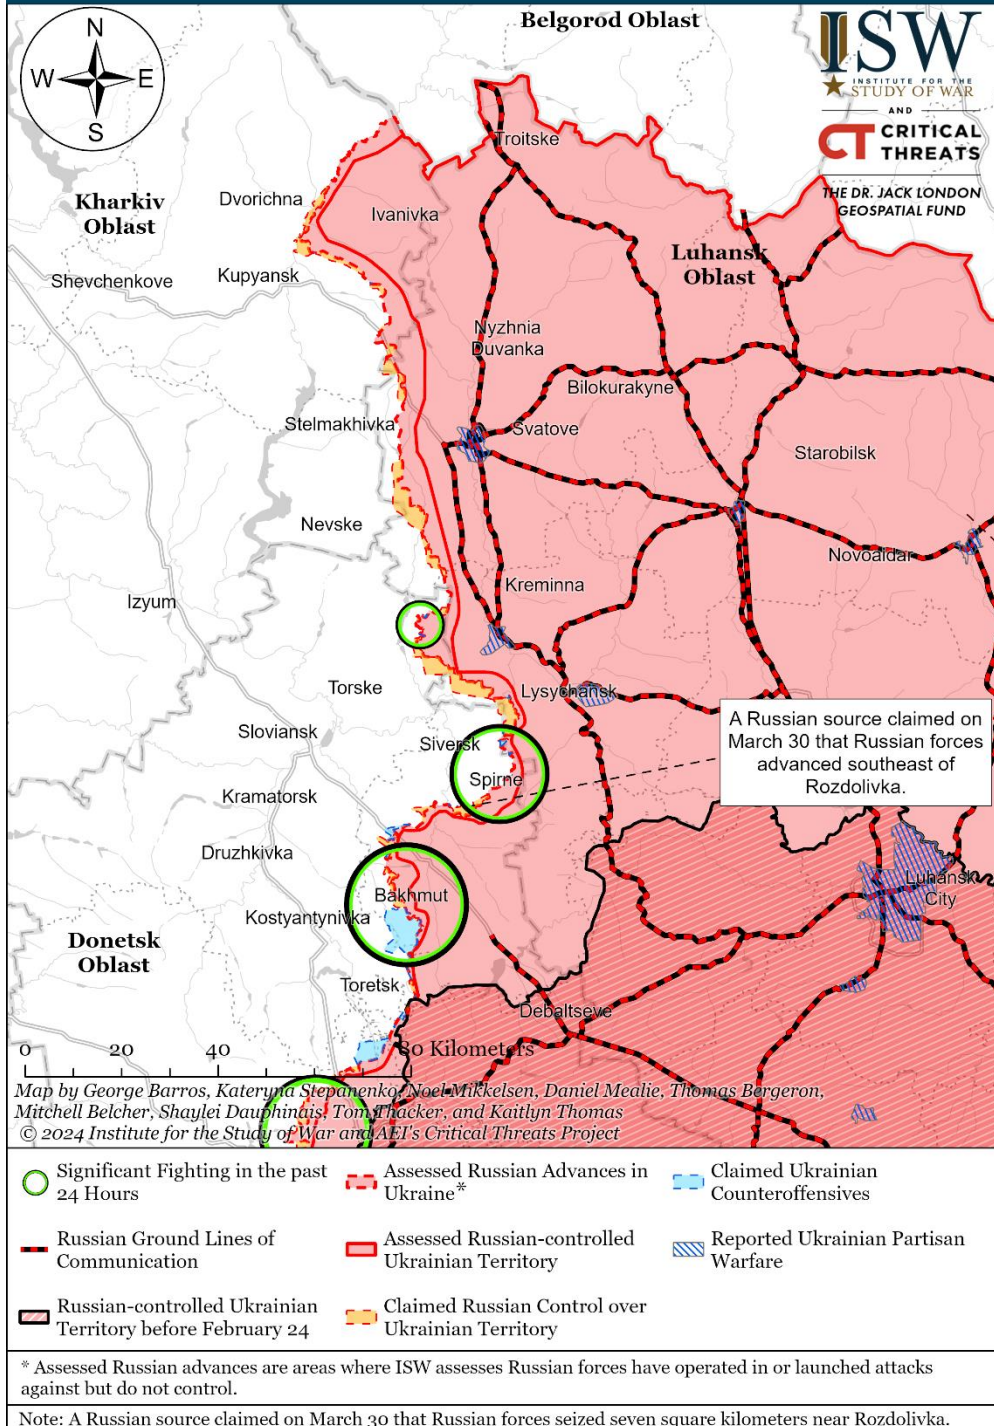 Belgorod Oblast
N
W E
S
ISW
INSTITUTE FOR THE
STUDY OF WAR
AND
CT CRITICAL
THREATS
THE DR. JACK LONDON
GEOSPATIAL FUND
Troitske
Dvorichna
Kharkiv
Oblast
Ivanivka
Luhansk
Oblast
Shevchenkove
Kupyansk
Nyzhnia
Duvanka
Bilokurakyne
Stelmakhivka
Svatove
Starobilsk
Nevske
Novoaidar
Kreminna
Izyum
Torske
Lysychansk
Sloviansk
Siversk
A Russian source claimed on
March 30 that Russian forces
advanced southeast of
Rozdolivka.
Spirne
Kramatorsk
Druzhkivka
Luhansk
City
Bakhmut
Kostyantynivka
Donetsk
Oblast
Toretsk
Debaltseve
0 20 40 80 Kilometers
Map by George Barros, Kateryna Stepanenko, Noel Mikkelsen, Daniel Mealie, Thomas Bergeron,
Mitchell Belcher, Shaylei Dauphinais, Tom Thacker, and Kaitlyn Thomas
© 2024 Institute for the Study of War and AEI's Critical Threats Project
Significant Fighting in the past
24 Hours
Assessed Russian Advances in
Ukraine*
Claimed Ukrainian
Counteroffensives
Russian Ground Lines of
Communication
Assessed Russian-controlled
Ukrainian Territory
Reported Ukrainian Partisan
Warfare
Russian-controlled Ukrainian
Territory before February 24
Claimed Russian Control over
Ukrainian Territory
* Assessed Russian advances are areas where ISW assesses Russian forces have operated in or launched attacks
against but do not control.
Note: A Russian source claimed on March 30 that Russian forces seized seven square kilometers near Rozdolivka.